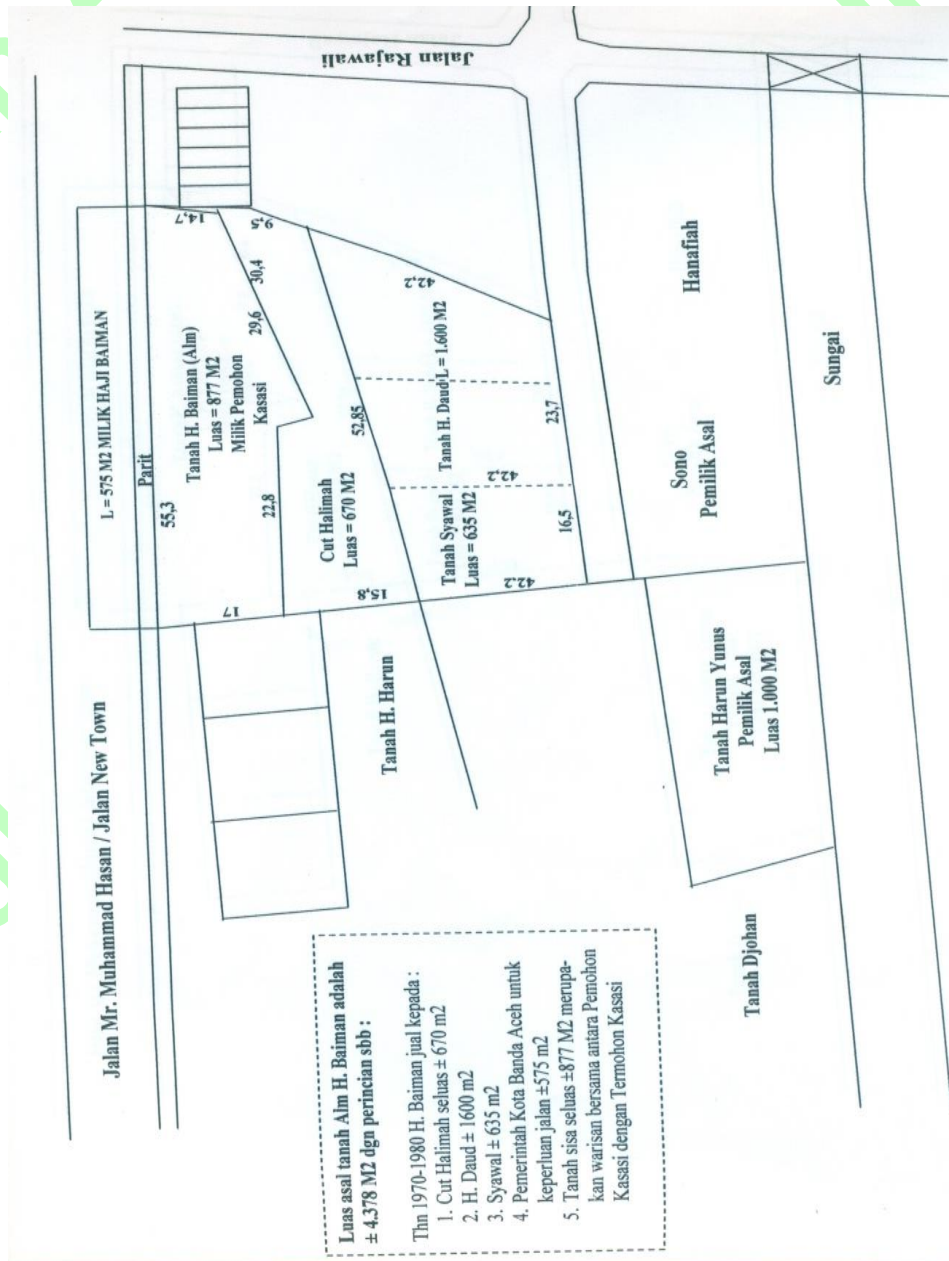 Jalan Mr. Muhammad Hasan / Jalan New Town
L = 575 M2 MILIK HAJI BAIMAN
Parit
55,3
14,7
17
Tanah H. Baiman (Alm)
Luas = 877 M2
Milik Pemohon
Kasasi
22,8
29,6
30,4
9,5
Cut Halimah
Luas = 670 M2
15,8
52,85
Tanah H. Harun
Tanah Syawal
Luas = 635 M2
42,2
42,2
16,5
Tanah H. Daud L = 1.600 M2
42,2
23,7
Jalan Rajawali
Sono
Pemilik Asal
Hanafiah
Tanah Harun Yunus
Pemilik Asal
Luas 1.000 M2
Sungai
Tanah Djohan
Luas asal tanah Alm H. Baiman adalah
± 4.378 M2 dgn perincian sbb :
Thn 1970-1980 H. Baiman jual kepada :
1. Cut Halimah seluas ± 670 m2
2. H. Daud ± 1600 m2
3. Syawal ± 635 m2
4. Pemerintah Kota Banda Aceh untuk
keperluan jalan ±575 m2
5. Tanah sisa seluas ±877 M2 merupa-
kan warisan bersama antara Pemohon
Kasasi dengan Termohon Kasasi